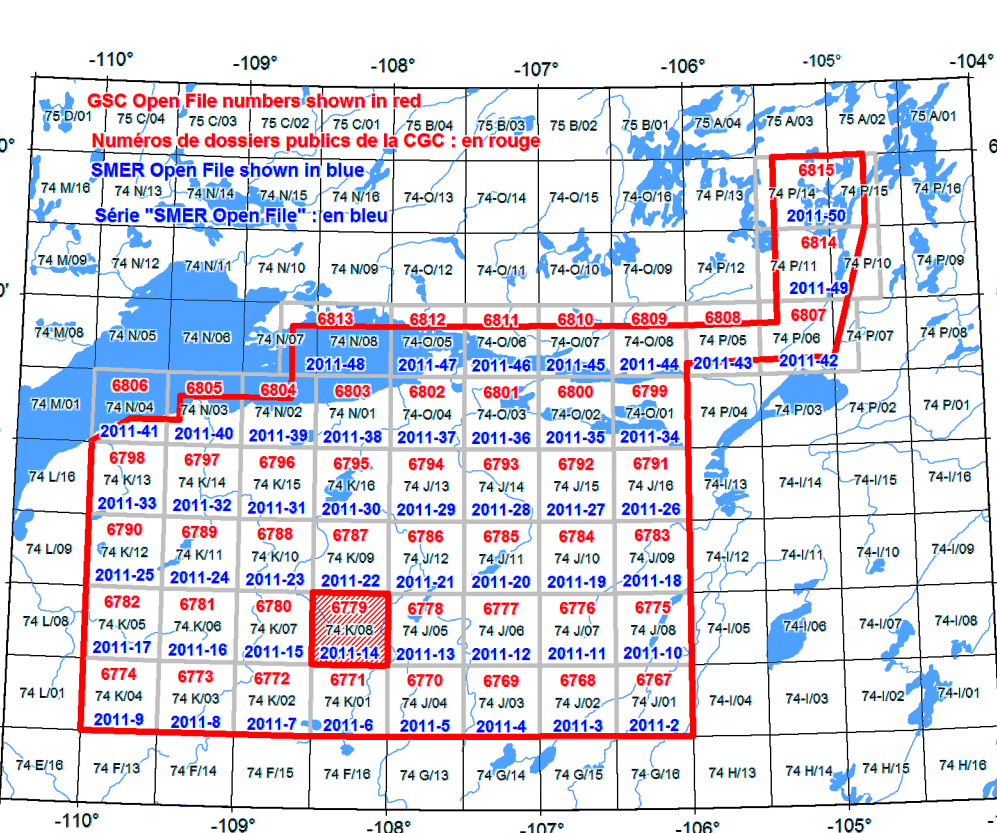 -110° -109° -108° -107° -106° -105° -104°
GSC Open File numbers shown in red
75 D/01 75 C/04 75 C/03 75 C/02 75 C/01 75 B/04 75 B/03 75 B/02 75 B/01 75 A/04 75 A/03 75 A/02 75 A/01
Numéros de dossiers publics de la CGC : en rouge
0° 6
SMER Open File shown in blue
6815
74 M/16 74 N/13 74 N/14 74 N/15 74 N/16 74-O/13 74-O/14 74-O/15 74-O/16 74 P/13 74 P/14 74 P/15 74 P/16
Série "SMER Open File" : en bleu
2011-50
6814
74 M/09 74 N/12 74 N/11 74 N/10 74 N/09 74-O/12 74-O/11 74-O/10 74-O/09 74 P/12 74 P/11 74 P/10 74 P/09
2011-49
0'
6813 6812 6811 6810 6809 6808 6807
74 M/08 74 N/05 74 N/06 74 N/07 74 N/08 74-O/05 74-O/06 74-O/07 74-O/08 74 P/05 74 P/06 74 P/07 74 P/08
2011-48 2011-47 2011-46 2011-45 2011-44 2011-43 2011-42
6806 6805 6804 6803 6802 6801 6800 6799
74 M/01 74 N/04 74 N/03 74 N/02 74 N/01 74-O/04 74-O/03 74-O/02 74-O/01 74 P/04 74 P/03 74 P/02 74 P/01
2011-41 2011-40 2011-39 2011-38 2011-37 2011-36 2011-35 2011-34
6798 6797 6796 6795 6794 6793 6792 6791
74 L/16 74 K/13 74 K/14 74 K/15 74 K/16 74 J/13 74 J/14 74 J/15 74 J/16 74-I/13 74-I/14 74-I/15 74-I/16
2011-33 2011-32 2011-31 2011-30 2011-29 2011-28 2011-27 2011-26
6790 6789 6788 6787 6786 6785 6784 6783
74 L/09 74 K/12 74 K/11 74 K/10 74 K/09 74 J/12 74 J/11 74 J/10 74 J/09 74-I/12 74-I/11 74-I/10 74-I/09
2011-25 2011-24 2011-23 2011-22 2011-21 2011-20 2011-19 2011-18
6782 6781 6780 6779 6778 6777 6776 6775
74 L/08 74 K/05 74 K/06 74 K/07 74 K/08 74 J/05 74 J/06 74 J/07 74 J/08 74-I/05 74-I/06 74-I/07 74-I/08
2011-17 2011-16 2011-15 2011-14 2011-13 2011-12 2011-11 2011-10
6774 6773 6772 6771 6770 6769 6768 6767
74 L/01 74 K/04 74 K/03 74 K/02 74 K/01 74 J/04 74 J/03 74 J/02 74 J/01 74-I/04 74-I/03 74-I/02 74-I/01
2011-9 2011-8 2011-7 2011-6 2011-5 2011-4 2011-3 2011-2
74 E/16 74 F/13 74 F/14 74 F/15 74 F/16 74 G/13 74 G/14 74 G/15 74 G/16 74 H/13 74 H/14 74 H/15 74 H/16
-110° -109° -108° -107° -106° -105°